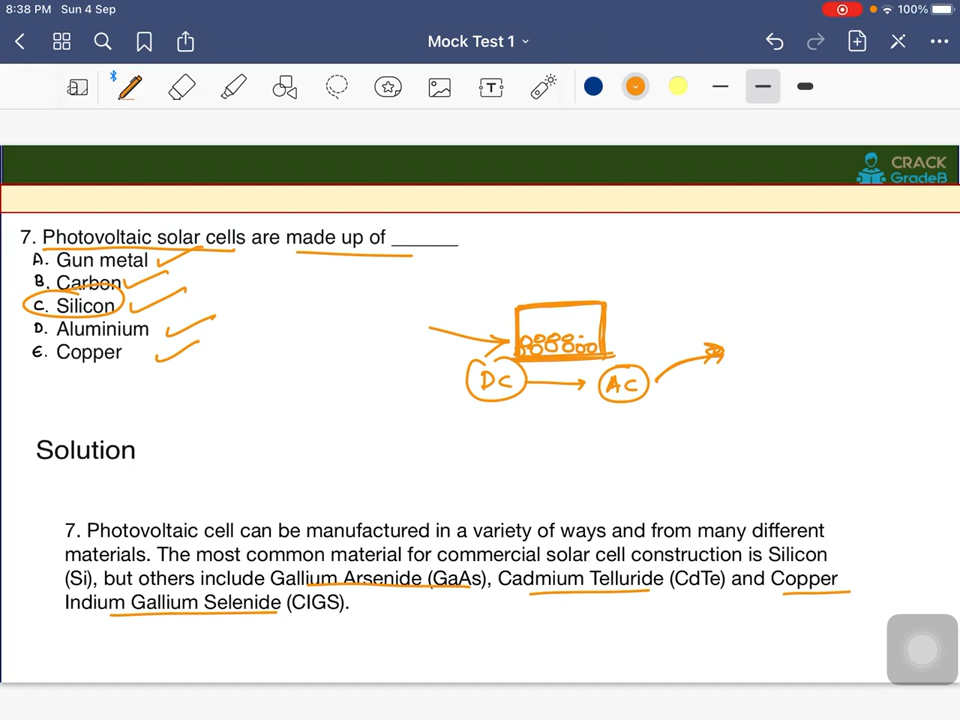 8:38 PM Sun 4 Sep
100%
Mock Test 1
T
CRACK
GradeB
7. Photovoltaic solar cells are made up of ______
A. Gun metal
B. Carbon
C. Silicon
D. Aluminium
E. Copper
DC
AC
Solution
7. Photovoltaic cell can be manufactured in a variety of ways and from many different
materials. The most common material for commercial solar cell construction is Silicon
(Si), but others include Gallium Arsenide (GaAs), Cadmium Telluride (CdTe) and Copper
Indium Gallium Selenide (CIGS).